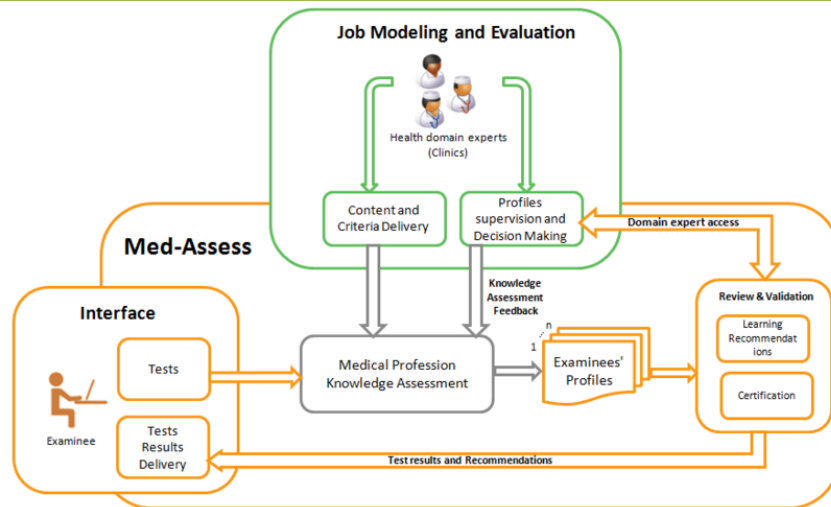 Job Modeling and Evaluation
Health domain experts
(Clinics)
Content and
Criteria Delivery
Profiles
supervision and
Decision Making
Domain expert access
Med-Assess
Knowledge
Assessment
Feedback
Review & Validation
Learning
Recommendat
ions
Certification
Interface
Tests
Examinee
Tests
Results
Delivery
Medical Profession
Knowledge Assessment
1
n
Examinees'
Profiles
Test results and Recommendations